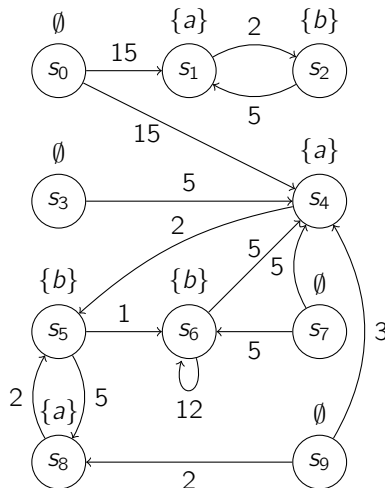 ∅ {a} {b}
s0 15 s1 2 s2
5
15
∅ {a}
s3 5 s4
2 5 5
{b} {b} ∅
s5 1 s6 5 s7
2 5 12 3
{a} ∅
s8 2 s9